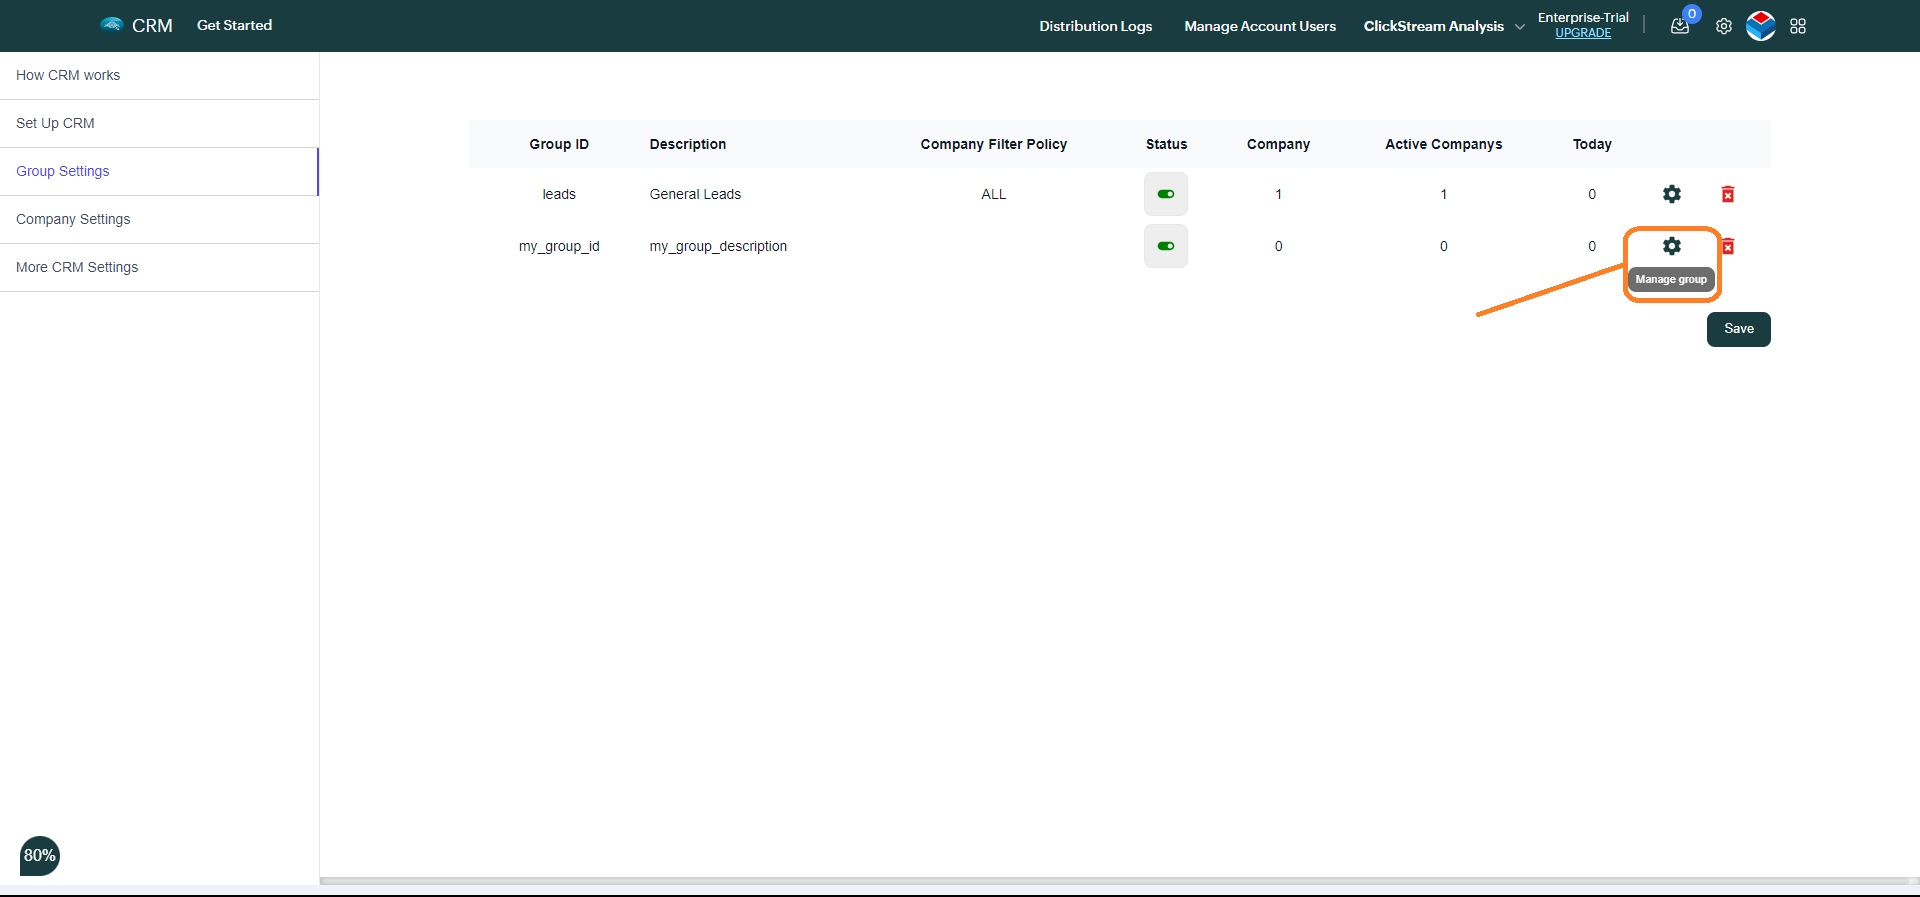 CRM Get Started Distribution Logs Manage Account Users ClickStream Analysis Enterprise-Trial 0
UPGRADE
How CRM works
Set Up CRM
Group Settings
Company Settings
More CRM Settings
Group ID Description Company Filter Policy Status Company Active Companys Today
leads General Leads ALL 1 1 0
my_group_id my_group_description 0 0 0
Manage group
Save
80%